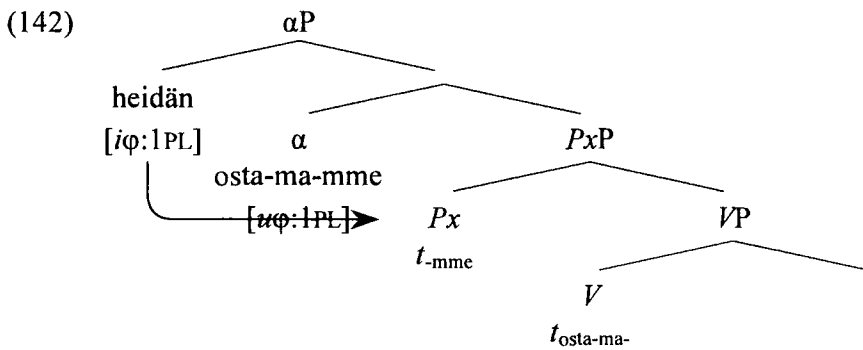 (142) αP
heidän
[iφ:1PL] α PxP
osta-ma-mme
[uφ:1PL] Px VP
t-mme
V
tosta-ma-